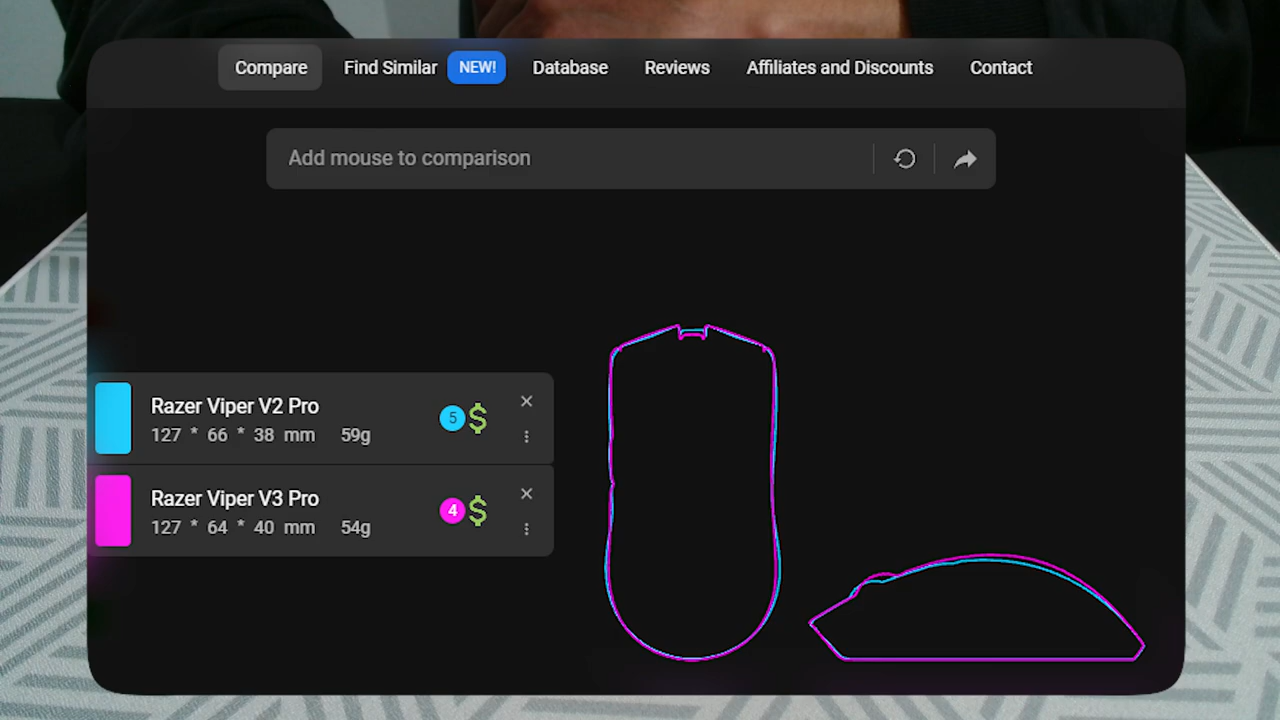 Compare Find Similar NEW! Database Reviews Affiliates and Discounts Contact
Add mouse to comparison
Razer Viper V2 Pro
127 * 66 * 38 mm 59g
5 $
Razer Viper V3 Pro
127 * 64 * 40 mm 54g
4 $